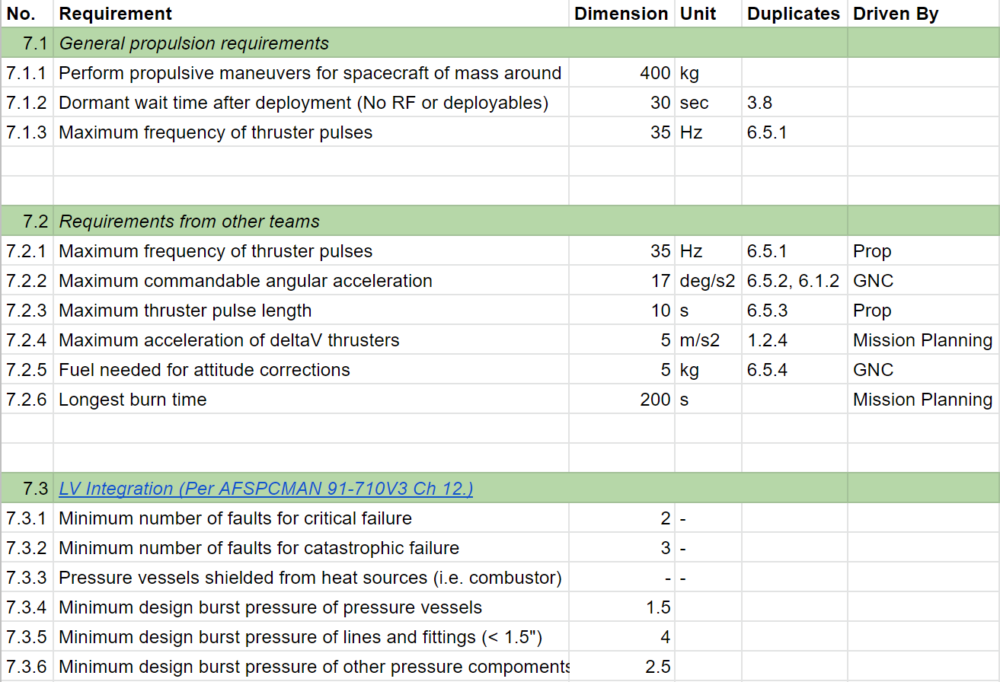 No. Requirement Dimension Unit Duplicates Driven By
7.1 General propulsion requirements
7.1.1 Perform propulsive maneuvers for spacecraft of mass around 400 kg
7.1.2 Dormant wait time after deployment (No RF or deployables) 30 sec 3.8
7.1.3 Maximum frequency of thruster pulses 35 Hz 6.5.1
7.2 Requirements from other teams
7.2.1 Maximum frequency of thruster pulses 35 Hz 6.5.1 Prop
7.2.2 Maximum commandable angular acceleration 17 deg/s2 6.5.2, 6.1.2 GNC
7.2.3 Maximum thruster pulse length 10 s 6.5.3 Prop
7.2.4 Maximum acceleration of deltaV thrusters 5 m/s2 1.2.4 Mission Planning
7.2.5 Fuel needed for attitude corrections 5 kg 6.5.4 GNC
7.2.6 Longest burn time 200 s Mission Planning
7.3 LV Integration (Per AFSPCMAN 91-710V3 Ch 12.)
7.3.1 Minimum number of faults for critical failure 2 -
7.3.2 Minimum number of faults for catastrophic failure 3 -
7.3.3 Pressure vessels shielded from heat sources (i.e. combustor) - -
7.3.4 Minimum design burst pressure of pressure vessels 1.5
7.3.5 Minimum design burst pressure of lines and fittings (< 1.5") 4
7.3.6 Minimum design burst pressure of other pressure compoments 2.5